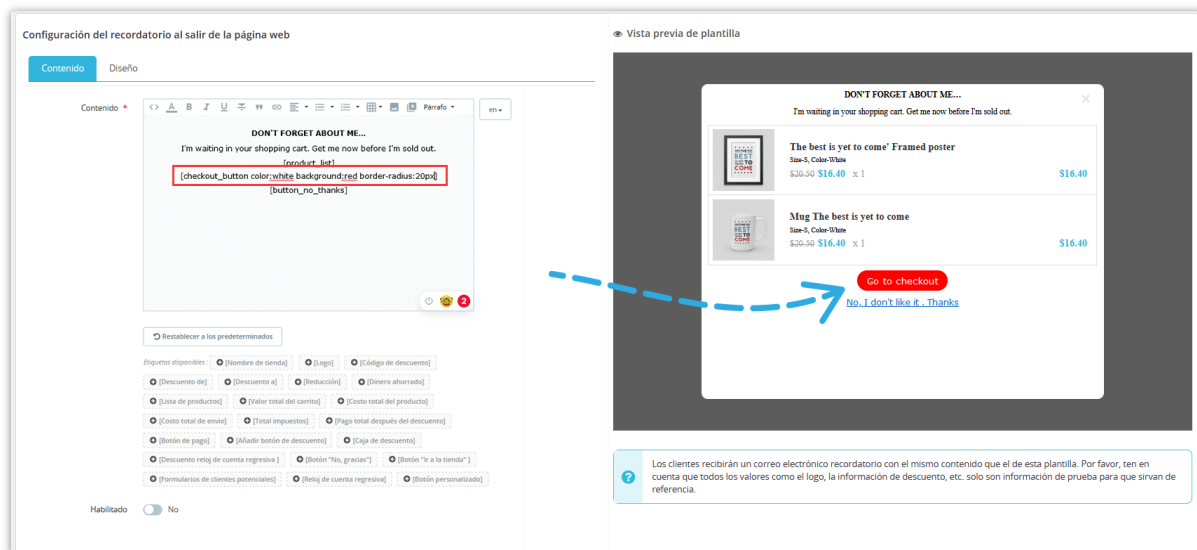 Configuración del recordatorio al salir de la página web
Contenido
Diseño
Contenido *
Párrafo
en
DON'T FORGET ABOUT ME...
I'm waiting in your shopping cart. Get me now before I'm sold out.
[product_list]
[checkout_button color:white background:red border-radius:20px]
[button_no_thanks]
2
Restablecer a los predeterminados
Etiquetas disponibles : [Nombre de tienda] [Logo] [Código de descuento]
[Descuento de] [Descuento a] [Reducción] [Dinero ahorrado]
[Lista de productos] [Valor total del carrito] [Costo total del producto]
[Costo total de envio] [Total impuestos] [Pago total después del descuento]
[Botón de pago] [Añadir botón de descuento] [Caja de descuento]
[Descuento reloj de cuenta regresiva ] [Botón "No, gracias"] [Botón "Ir a la tienda" ]
[Formularios de clientes potenciales] [Reloj de cuenta regresiva] [Botón personalizado]
Habilitado No
Vista previa de plantilla
DON'T FORGET ABOUT ME...
I'm waiting in your shopping cart. Get me now before I'm sold out.
BEST
COME
The best is yet to come' Framed poster
Size-S, Color-White
$20.50 $16.40 x 1
$16.40
BEST
COME
Mug The best is yet to come
Size-S, Color-White
$20.50 $16.40 x 1
$16.40
Go to checkout
No, I don't like it . Thanks
Los clientes recibirán un correo electrónico recordatorio con el mismo contenido que el de esta plantilla. Por favor, ten en
cuenta que todos los valores como el logo, la información de descuento, etc. solo son información de prueba para que sirvan de
referencia.